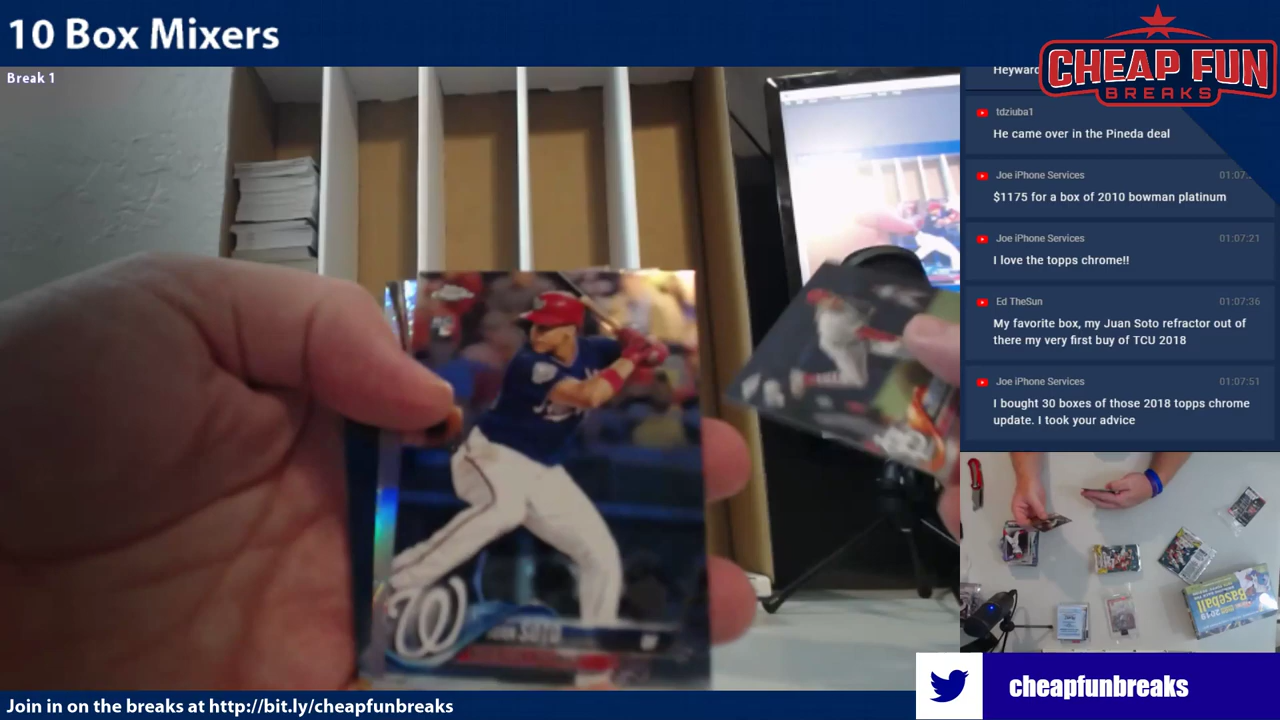 10 Box Mixers
Break 1
CHEAP FUN
BREAKS
Heyward
tdziuba1
He came over in the Pineda deal
Joe iPhone Services
$1175 for a box of 2010 bowman platinum
Joe iPhone Services 01:07:21
I love the topps chrome!!
Ed TheSun 01:07:36
My favorite box, my Juan Soto refractor out of
there my very first buy of TCU 2018
Joe iPhone Services 01:07:51
I bought 30 boxes of those 2018 topps chrome
update. I took your advice
W
SOTO
Baseball
cheapfunbreaks
Join in on the breaks at http://bit.ly/cheapfunbreaks